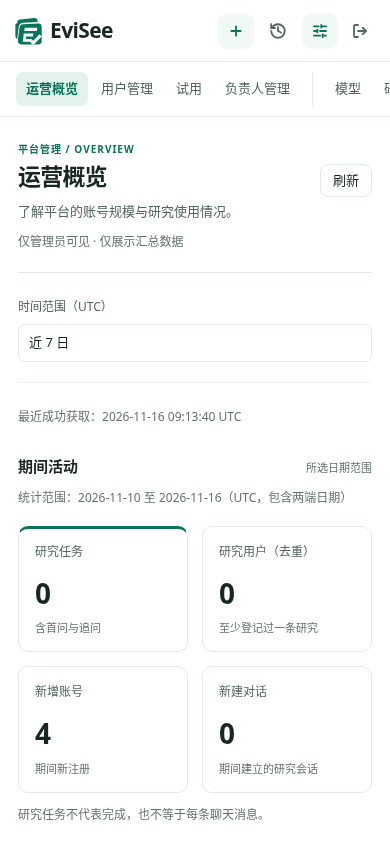 EviSee
运营概览 用户管理 试用 负责人管理 模型
平台管理 / OVERVIEW
运营概览
刷新
了解平台的账号规模与研究使用情况。
仅管理员可见 · 仅展示汇总数据
时间范围（UTC）
近 7 日
最近成功获取：2026-11-16 09:13:40 UTC
期间活动
所选日期范围
统计范围：2026-11-10 至 2026-11-16（UTC，包含两端日期）
研究任务
0
含首问与追问
研究用户（去重）
0
至少登记过一条研究
新增账号
4
期间新注册
新建对话
0
期间建立的研究会话
研究任务不代表完成，也不等于每条聊天消息。